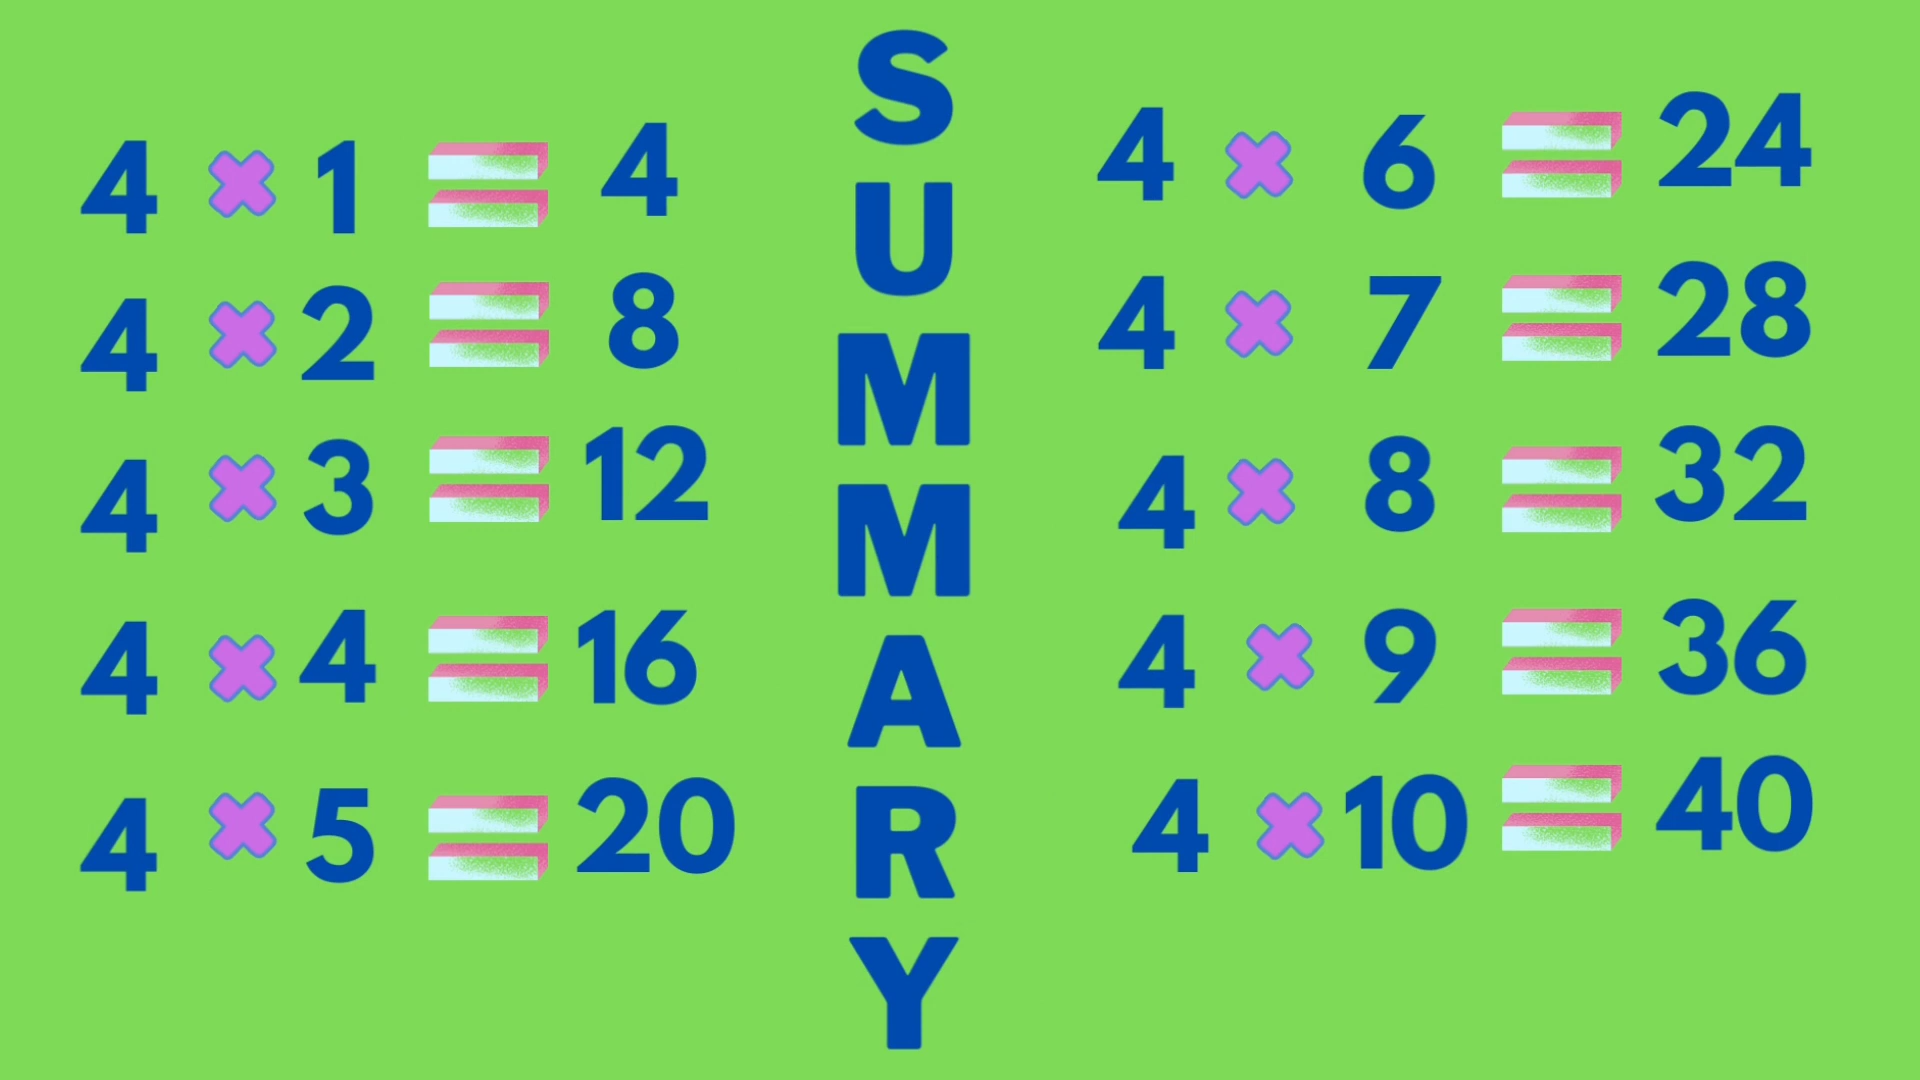 4 × 1 = 4
4 × 2 = 8
4 × 3 = 12
4 × 4 = 16
4 × 5 = 20
SUMMARY
4 × 6 = 24
4 × 7 = 28
4 × 8 = 32
4 × 9 = 36
4 × 10 = 40